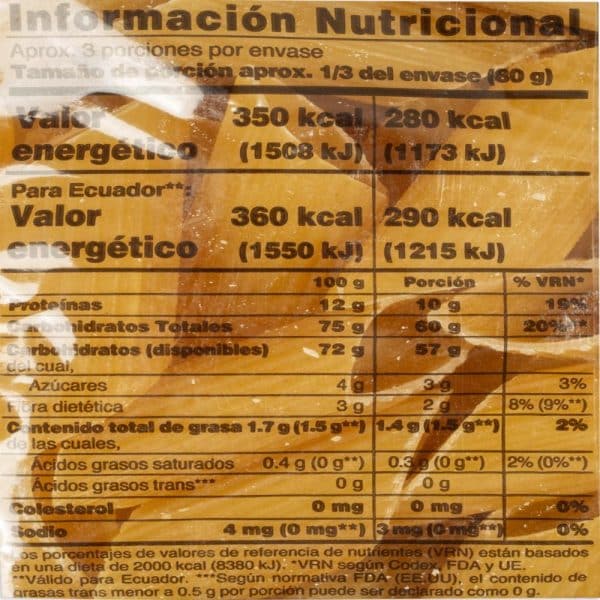 Información Nutricional
Aprox. 3 porciones por envase
Tamaño de porción aprox. 1/3 del envase (80 g)
Valor 350 kcal 280 kcal
energético (1508 kJ) (1173 kJ)
Para Ecuador**:
Valor 360 kcal 290 kcal
energético (1550 kJ) (1215 kJ)
100 g Porción % VRN*
Proteínas 12 g 10 g 19%
Carbohidratos Totales 75 g 60 g 20%**
Carbohidratos (disponibles) 72 g 57 g
del cual,
Azúcares 4 g 3 g 3%
Fibra dietética 3 g 2 g 8% (9%**)
Contenido total de grasa 1.7 g (1.5 g**) 1.4 g (1.5 g**) 2%
de las cuales,
Ácidos grasos saturados 0.4 g (0 g**) 0.3 g (0 g**) 2% (0%**)
Ácidos grasos trans*** 0 g 0 g
Colesterol 0 mg 0 mg 0%
Sodio 4 mg (0 mg**) 3 mg (0 mg**) 0%
Los porcentajes de valores de referencia de nutrientes (VRN) están basados
en una dieta de 2000 kcal (8380 kJ). *VRN según Codex, FDA y UE.
**Válido para Ecuador. ***Según normativa FDA (EE.UU), el contenido de
grasas trans menor a 0.5 g por porción puede ser declarado como 0 g.